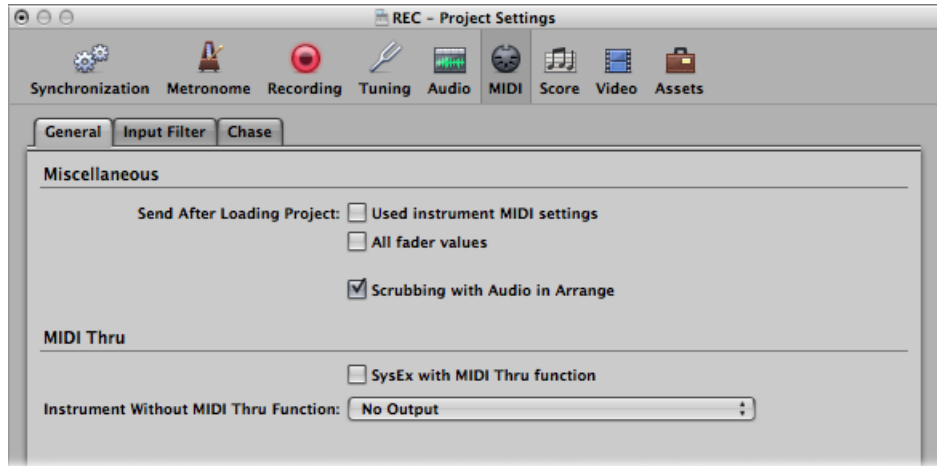 REC – Project Settings
Synchronization Metronome Recording Tuning Audio MIDI Score Video Assets
General Input Filter Chase
Miscellaneous
Send After Loading Project: Used instrument MIDI settings
All fader values
Scrubbing with Audio in Arrange
MIDI Thru
SysEx with MIDI Thru function
Instrument Without MIDI Thru Function: No Output